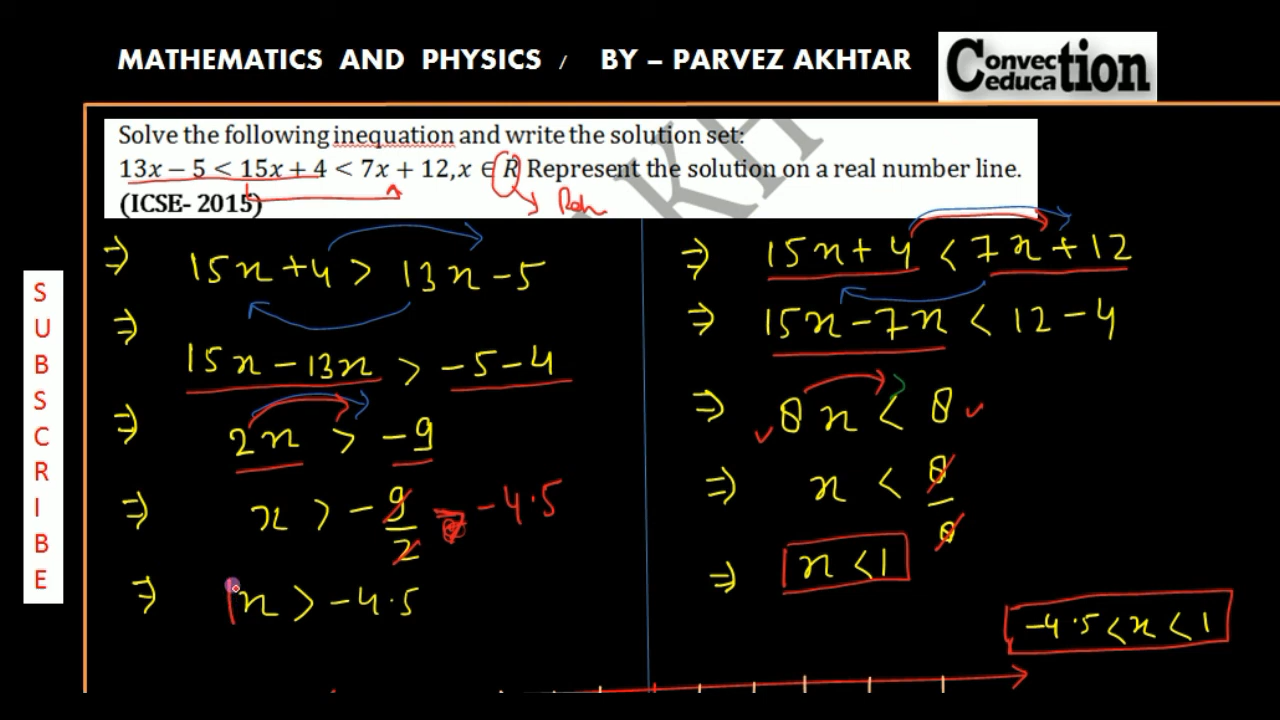 MATHEMATICS AND PHYSICS / BY – PARVEZ AKHTAR
Convection
education
Solve the following inequation and write the solution set:
13x − 5 < 15x + 4 < 7x + 12, x ∈ R Represent the solution on a real number line.
(ICSE- 2015)
⇒ 15x + 4 > 13x − 5
⇒ 15x − 13x > −5 − 4
⇒ 2x > −9
⇒ x > −9/2 = −4.5
⇒ x > −4.5
⇒ 15x + 4 < 7x + 12
⇒ 15x − 7x < 12 − 4
⇒ 8x < 8
⇒ x < 8/8
⇒ x < 1
−4.5 < x < 1
SUBSCRIBE